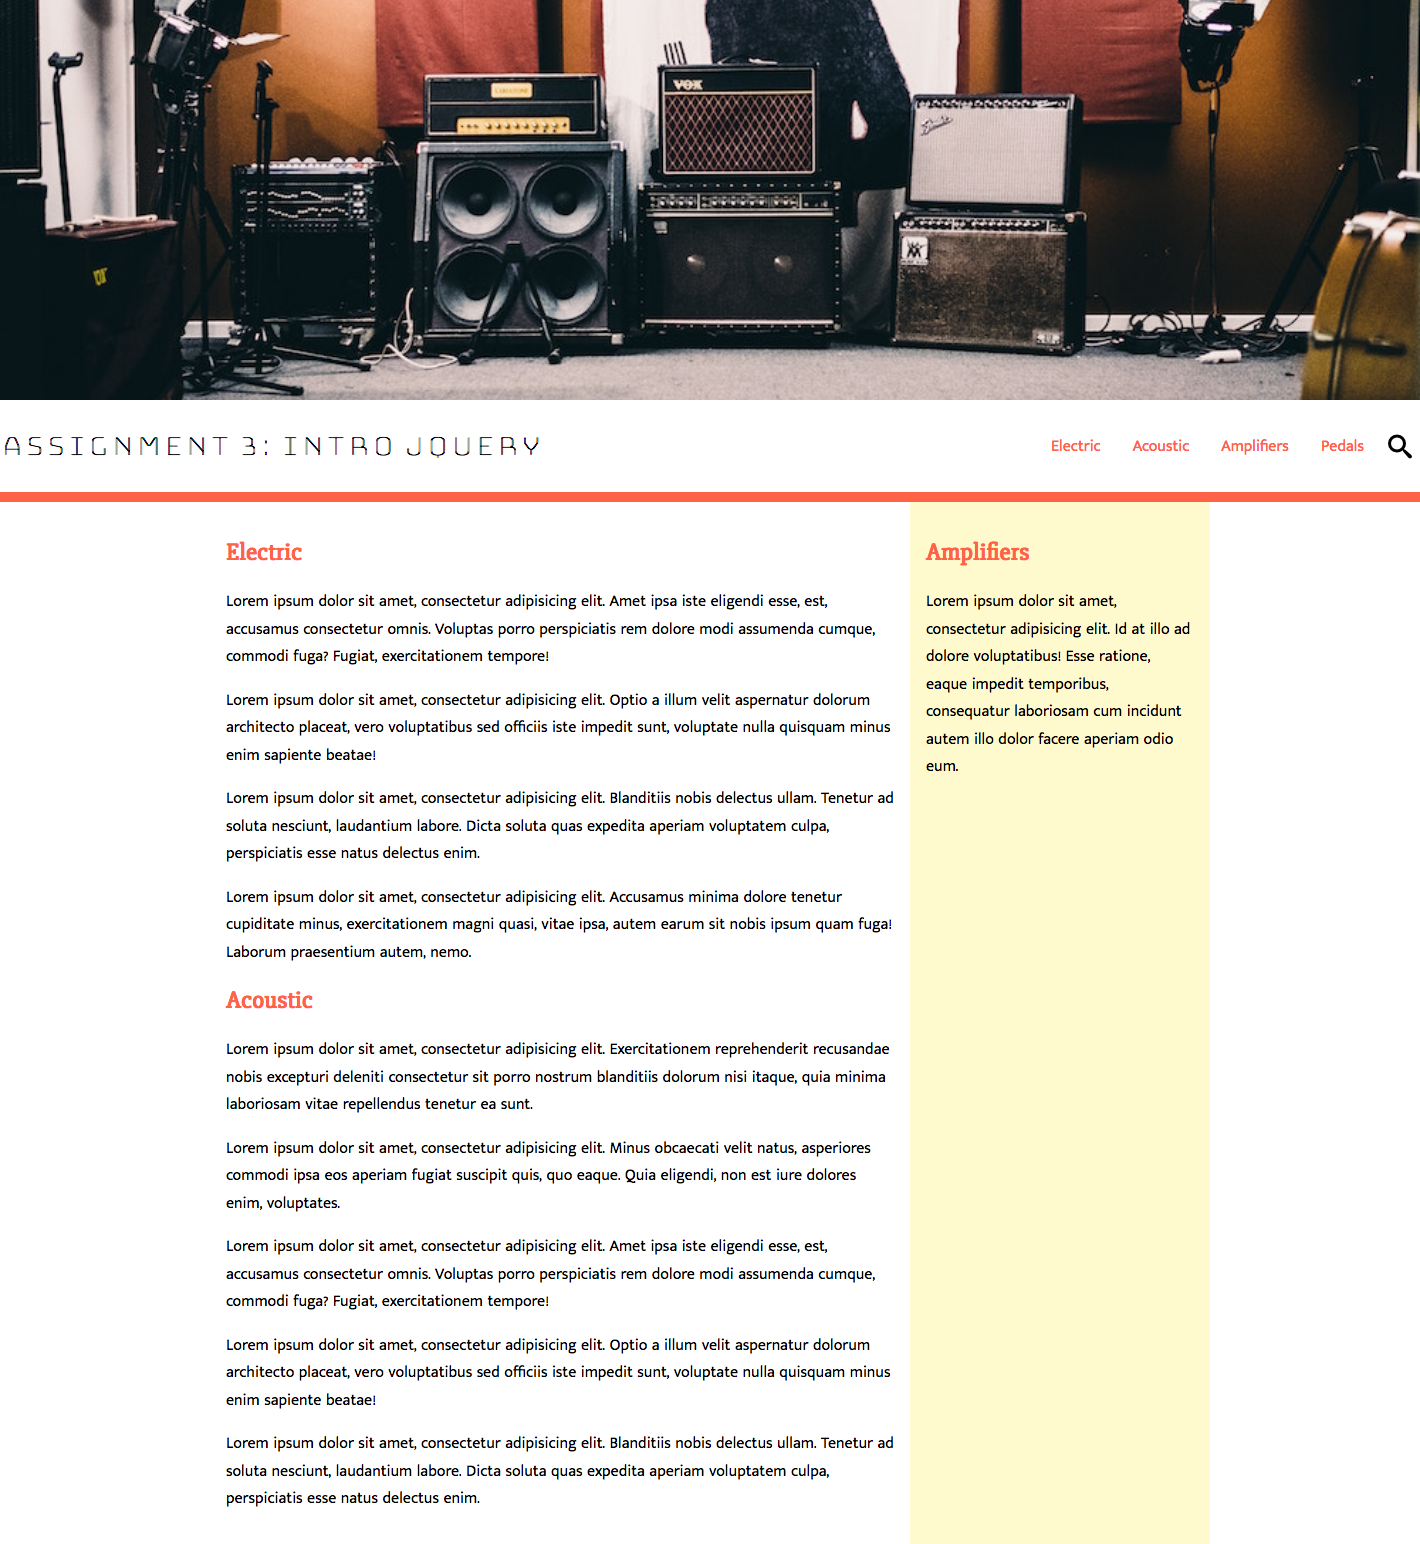 CERIATONE
VOX
Fender
ASSIGNMENT 3: INTRO JQUERY
Electric Acoustic Amplifiers Pedals
Electric
Lorem ipsum dolor sit amet, consectetur adipisicing elit. Amet ipsa iste eligendi esse, est,
accusamus consectetur omnis. Voluptas porro perspiciatis rem dolore modi assumenda cumque,
commodi fuga? Fugiat, exercitationem tempore!
Lorem ipsum dolor sit amet, consectetur adipisicing elit. Optio a illum velit aspernatur dolorum
architecto placeat, vero voluptatibus sed officiis iste impedit sunt, voluptate nulla quisquam minus
enim sapiente beatae!
Lorem ipsum dolor sit amet, consectetur adipisicing elit. Blanditiis nobis delectus ullam. Tenetur ad
soluta nesciunt, laudantium labore. Dicta soluta quas expedita aperiam voluptatem culpa,
perspiciatis esse natus delectus enim.
Lorem ipsum dolor sit amet, consectetur adipisicing elit. Accusamus minima dolore tenetur
cupiditate minus, exercitationem magni quasi, vitae ipsa, autem earum sit nobis ipsum quam fuga!
Laborum praesentium autem, nemo.
Acoustic
Lorem ipsum dolor sit amet, consectetur adipisicing elit. Exercitationem reprehenderit recusandae
nobis excepturi deleniti consectetur sit porro nostrum blanditiis dolorum nisi itaque, quia minima
laboriosam vitae repellendus tenetur ea sunt.
Lorem ipsum dolor sit amet, consectetur adipisicing elit. Minus obcaecati velit natus, asperiores
commodi ipsa eos aperiam fugiat suscipit quis, quo eaque. Quia eligendi, non est iure dolores
enim, voluptates.
Lorem ipsum dolor sit amet, consectetur adipisicing elit. Amet ipsa iste eligendi esse, est,
accusamus consectetur omnis. Voluptas porro perspiciatis rem dolore modi assumenda cumque,
commodi fuga? Fugiat, exercitationem tempore!
Lorem ipsum dolor sit amet, consectetur adipisicing elit. Optio a illum velit aspernatur dolorum
architecto placeat, vero voluptatibus sed officiis iste impedit sunt, voluptate nulla quisquam minus
enim sapiente beatae!
Lorem ipsum dolor sit amet, consectetur adipisicing elit. Blanditiis nobis delectus ullam. Tenetur ad
soluta nesciunt, laudantium labore. Dicta soluta quas expedita aperiam voluptatem culpa,
perspiciatis esse natus delectus enim.
Amplifiers
Lorem ipsum dolor sit amet,
consectetur adipisicing elit. Id at illo ad
dolore voluptatibus! Esse ratione,
eaque impedit temporibus,
consequatur laboriosam cum incidunt
autem illo dolor facere aperiam odio
eum.